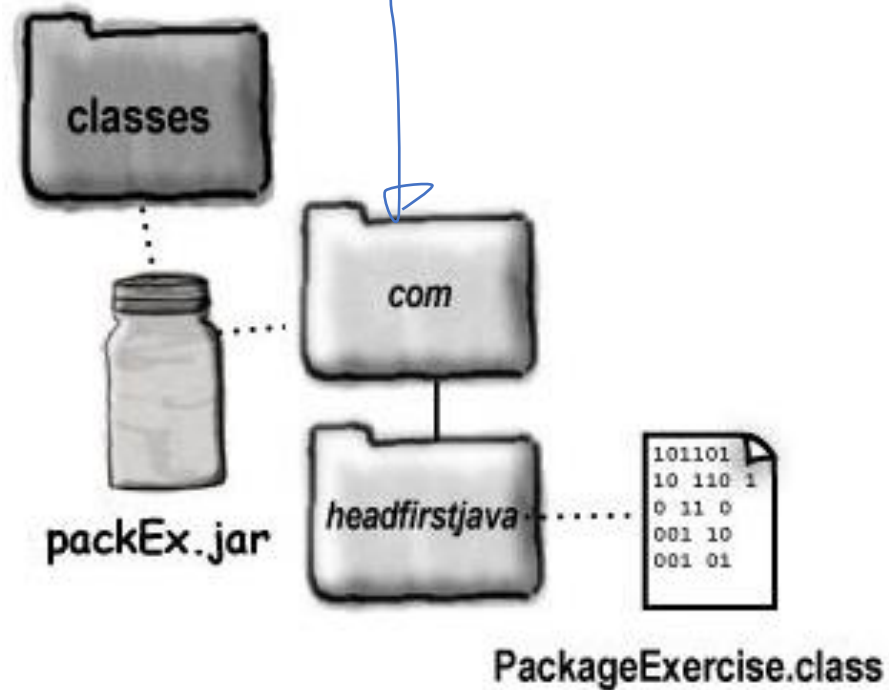 classes
com
packEx.jar
headfirstjava
101101
10 110 1
0 11 0
001 10
001 01
PackageExercise.class